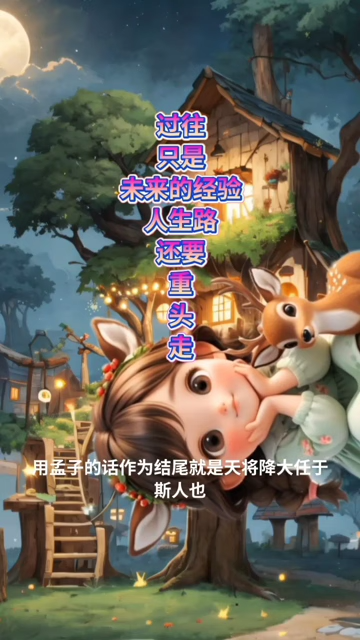 过往
只是
未来的经验
人生路
还要
重
头
走
用孟子的话作为结尾就是天将降大任于
斯人也